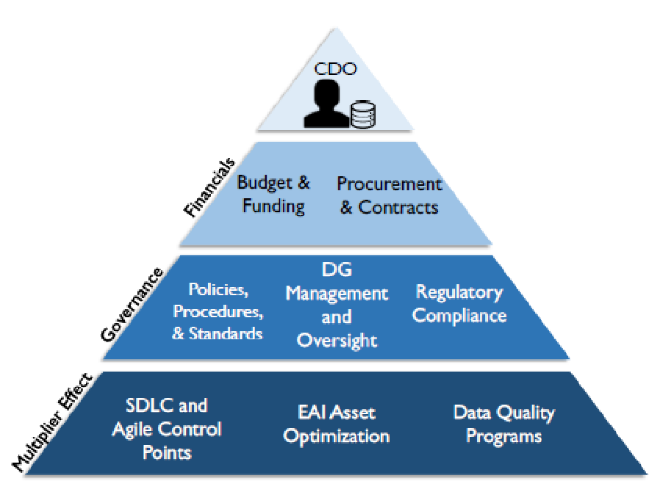 CDO
Financials
Budget &
Funding
Procurement
& Contracts
Governance
Policies,
Procedures,
& Standards
DG
Management
and
Oversight
Regulatory
Compliance
Multiplier Effect
SDLC and
Agile Control
Points
EAI Asset
Optimization
Data Quality
Programs